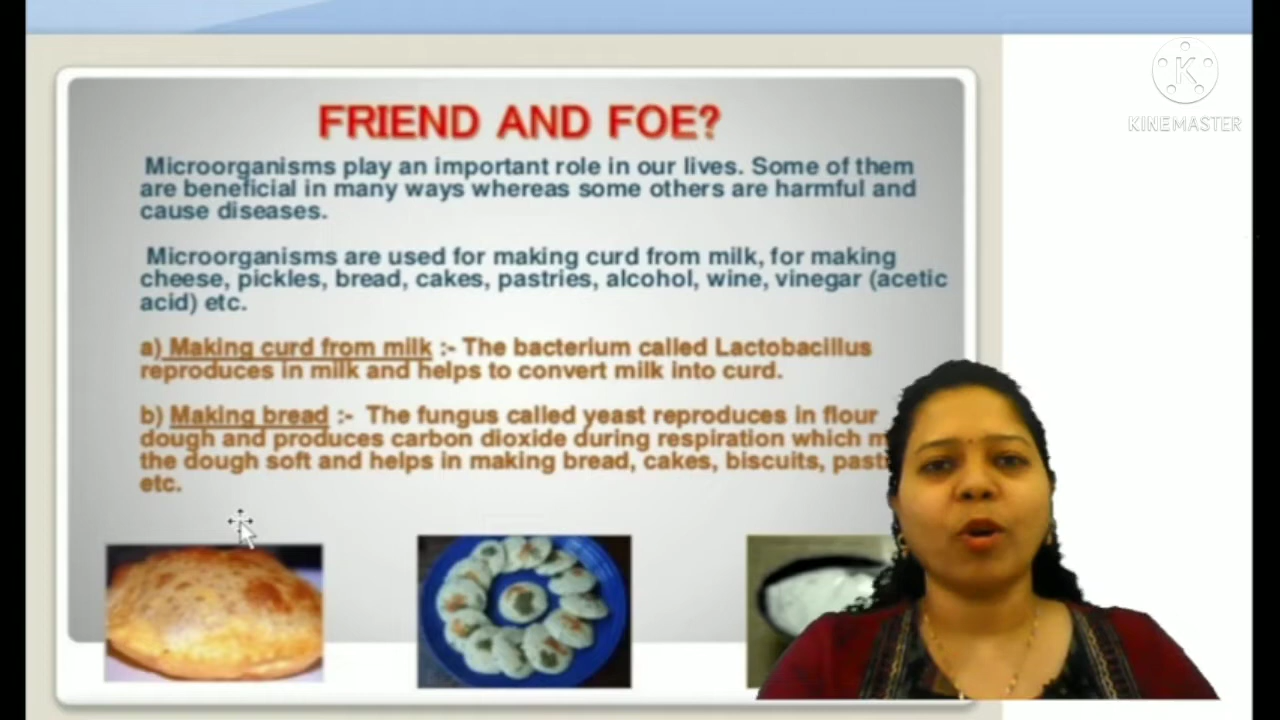 FRIEND AND FOE?
Microorganisms play an important role in our lives. Some of them
are beneficial in many ways whereas some others are harmful and
cause diseases.
Microorganisms are used for making curd from milk, for making
cheese, pickles, bread, cakes, pastries, alcohol, wine, vinegar (acetic
acid) etc.
a) Making curd from milk :- The bacterium called Lactobacillus
reproduces in milk and helps to convert milk into curd.
b) Making bread :- The fungus called yeast reproduces in flour
dough and produces carbon dioxide during respiration which
the dough soft and helps in making bread, cakes, biscuits,
etc.
K
KINEMASTER